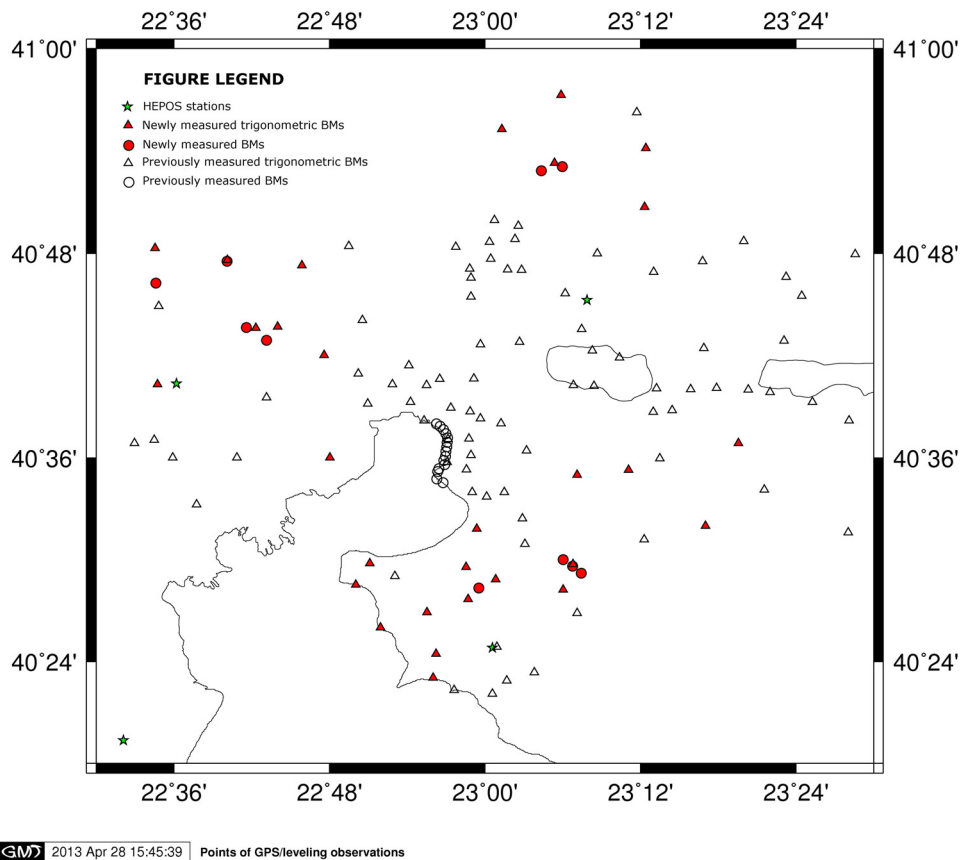 22°36' 22°48' 23°00' 23°12' 23°24'
41°00' 41°00'
FIGURE LEGEND
HEPOS stations
Newly measured trigonometric BMs
Newly measured BMs
Previously measured trigonometric BMs
Previously measured BMs
40°48' 40°48'
40°36' 40°36'
40°24' 40°24'
22°36' 22°48' 23°00' 23°12' 23°24'
GMT 2013 Apr 28 15:45:39 Points of GPS/leveling observations